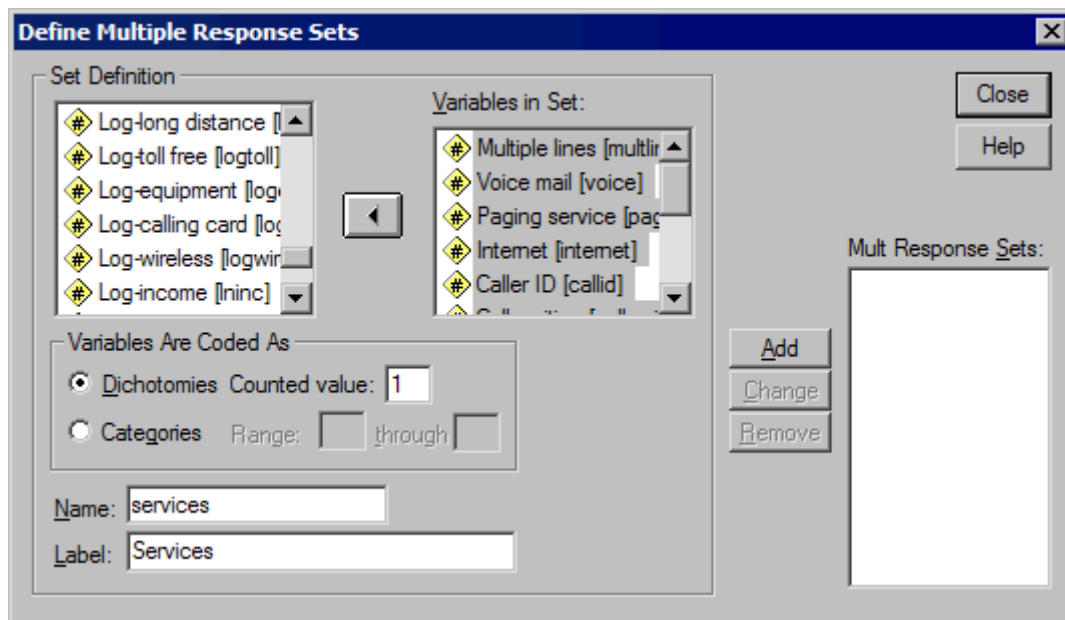 Define Multiple Response Sets
Set Definition
Log-long distance [l
Log-toll free [logtoll]
Log-equipment [loge
Log-calling card [log
Log-wireless [logwir
Log-income [lninc]
Variables in Set:
Multiple lines [multlin
Voice mail [voice]
Paging service [pag
Internet [internet]
Caller ID [callid]
Close
Help
Mult Response Sets:
Variables Are Coded As
Dichotomies Counted value: 1
Categories Range: through
Add
Change
Remove
Name: services
Label: Services